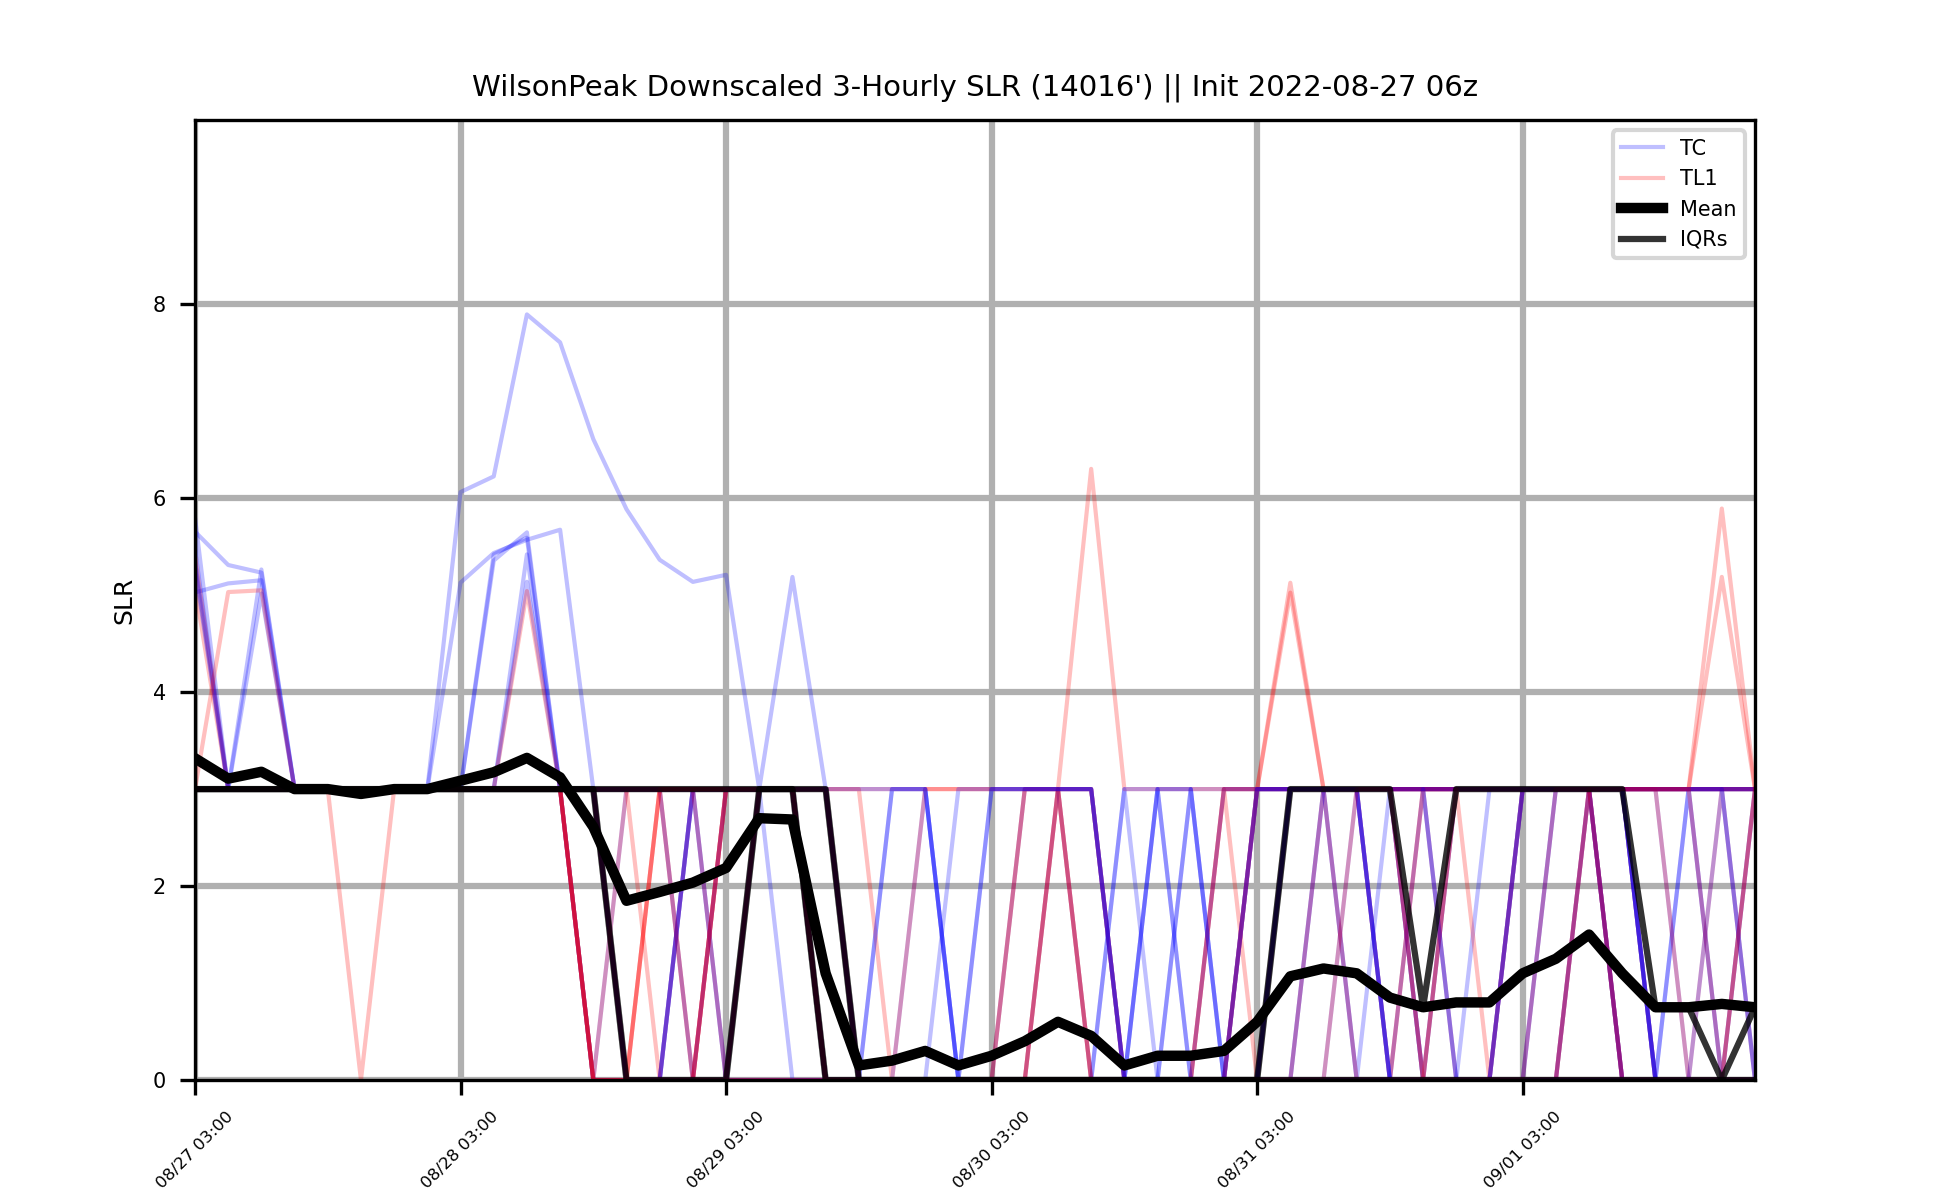 WilsonPeak Downscaled 3-Hourly SLR (14016') || Init 2022-08-27 06z
TC
TL1
Mean
IQRs
8
6
4
2
0
SLR
08/27 03:00
08/28 03:00
08/29 03:00
08/30 03:00
08/31 03:00
09/01 03:00